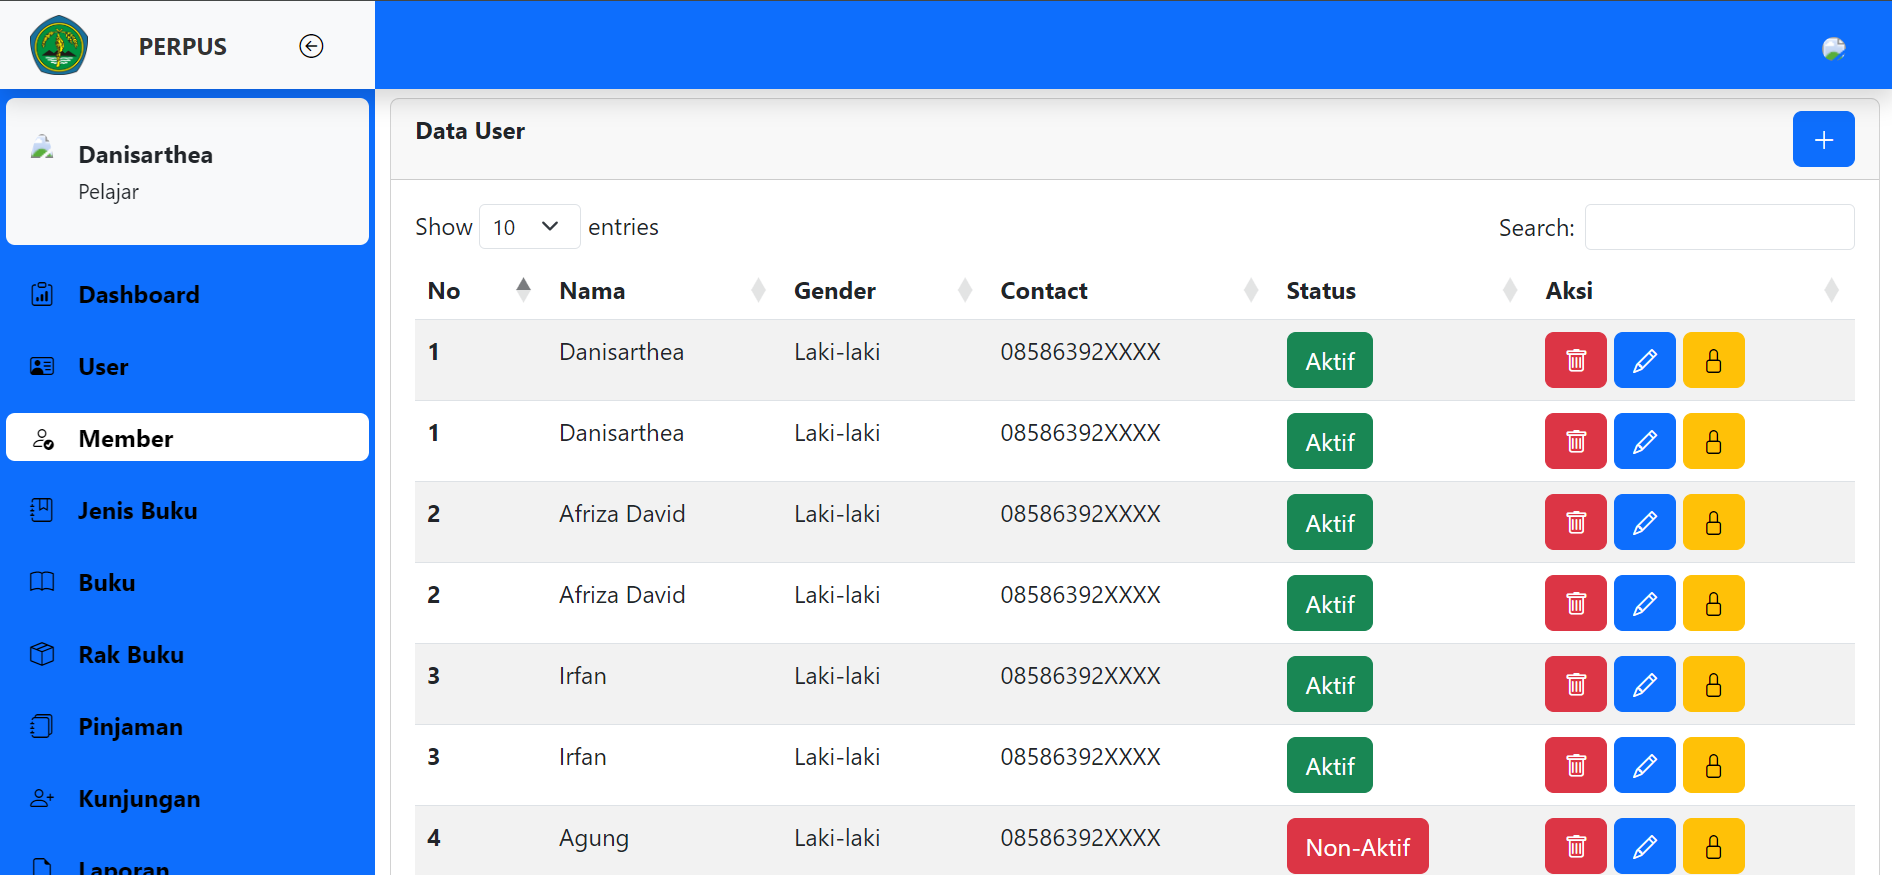 PERPUS
Danisarthea
Pelajar
Dashboard
User
Member
Jenis Buku
Buku
Rak Buku
Pinjaman
Kunjungan
Laporan
Data User
Show 10 entries
Search:
No Nama Gender Contact Status Aksi
1 Danisarthea Laki-laki 08586392XXXX Aktif
1 Danisarthea Laki-laki 08586392XXXX Aktif
2 Afriza David Laki-laki 08586392XXXX Aktif
2 Afriza David Laki-laki 08586392XXXX Aktif
3 Irfan Laki-laki 08586392XXXX Aktif
3 Irfan Laki-laki 08586392XXXX Aktif
4 Agung Laki-laki 08586392XXXX Non-Aktif